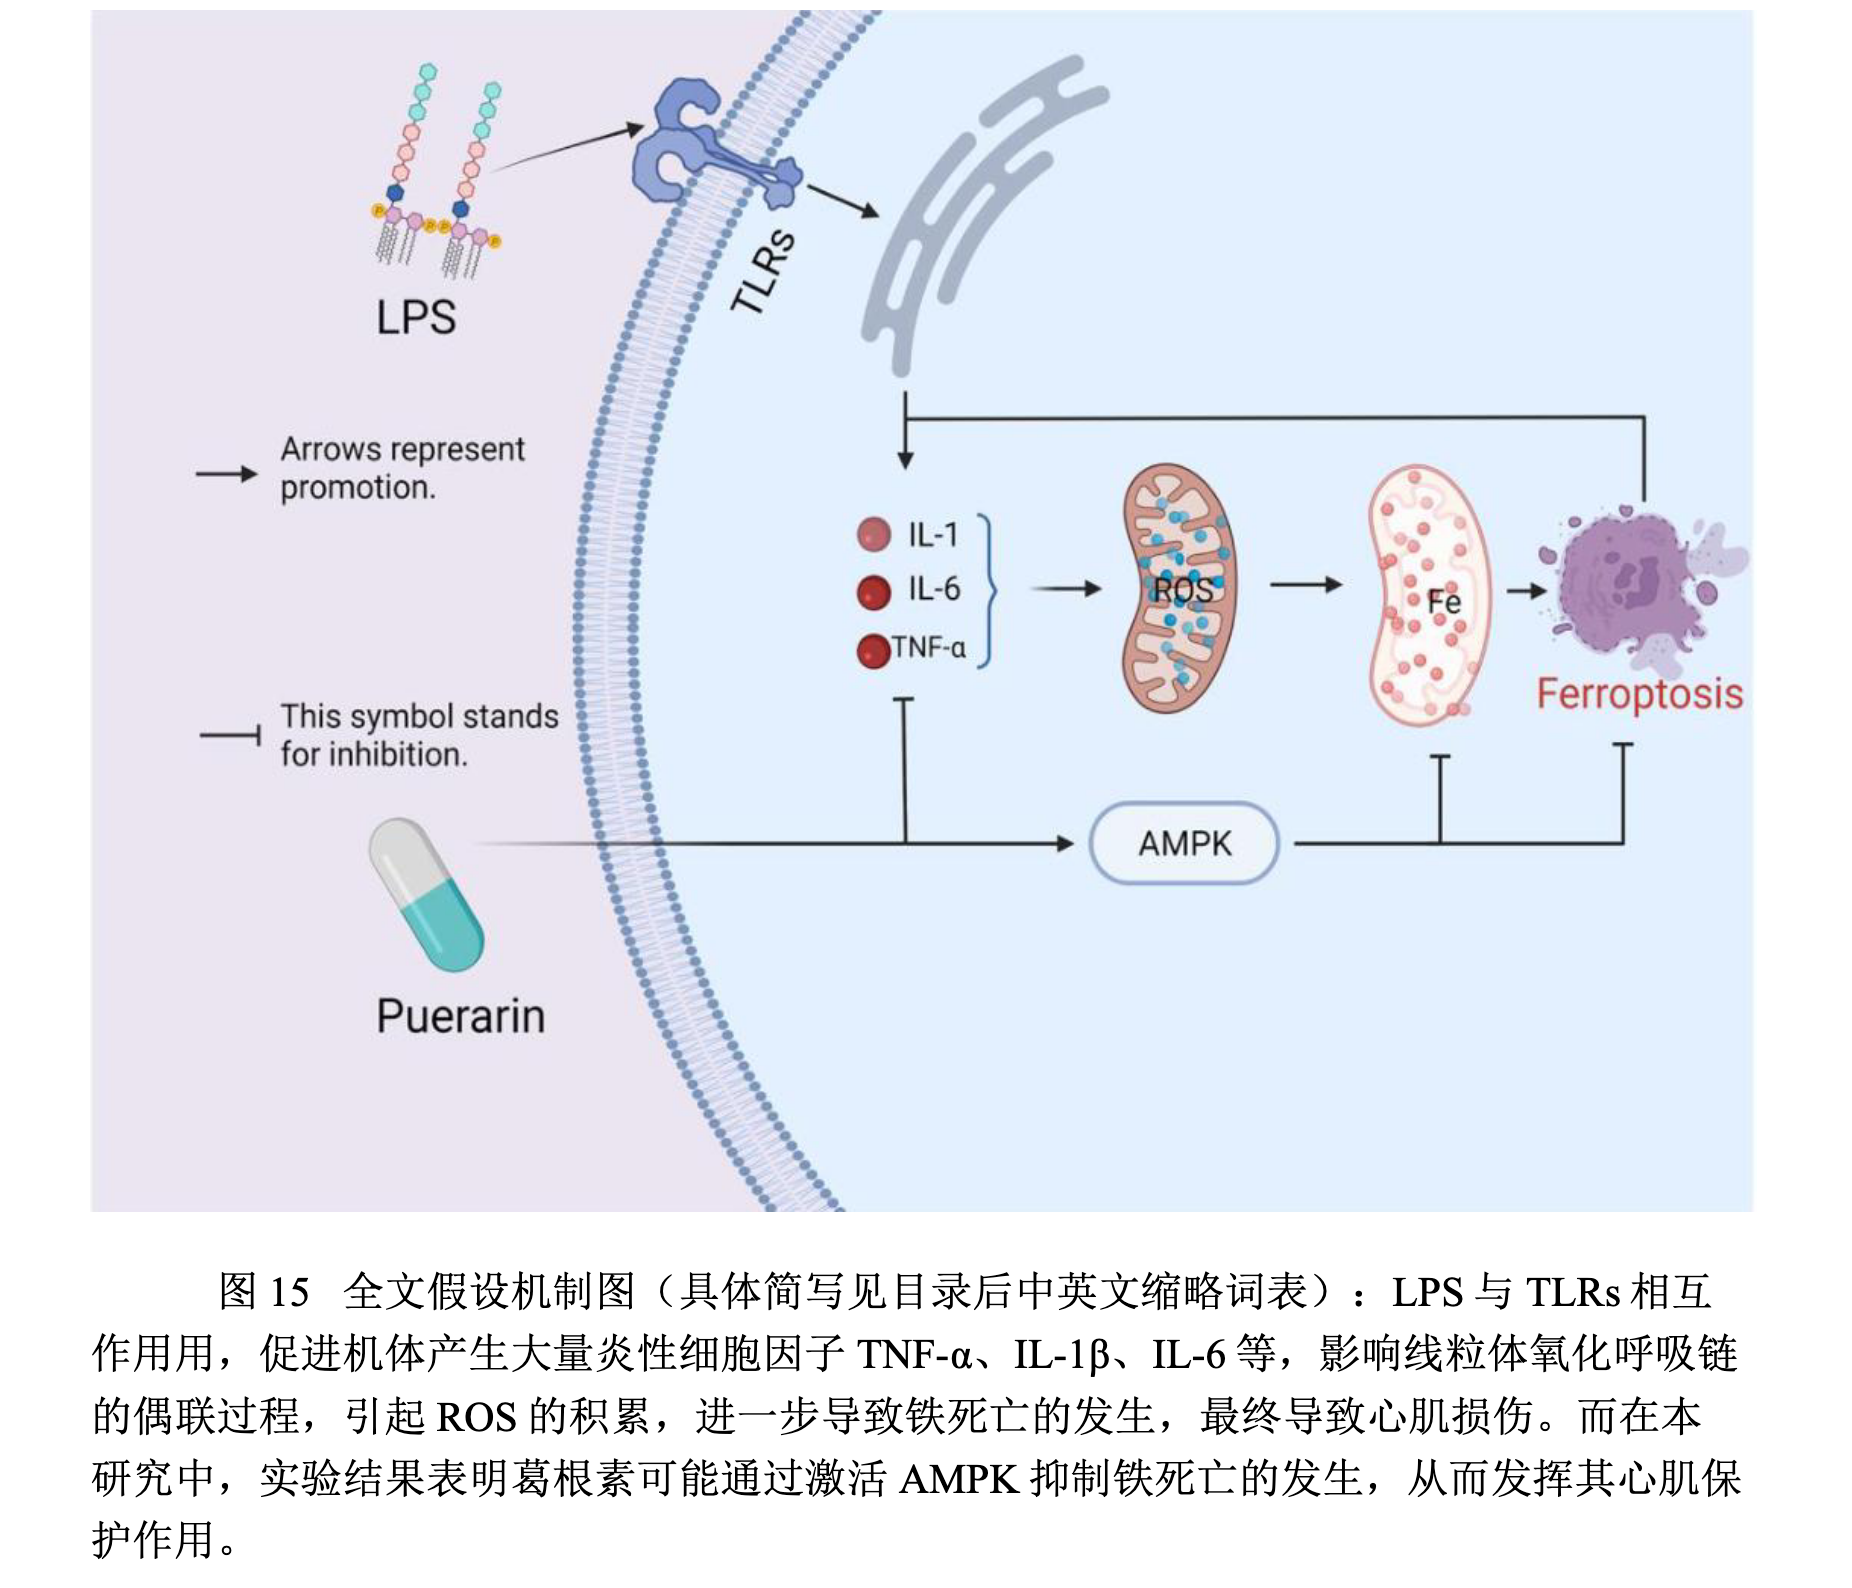 LPS
TLRs
Arrows represent
promotion.
IL-1
IL-6
TNF-α
ROS
Fe
Ferroptosis
This symbol stands
for inhibition.
AMPK
Puerarin
P
P
P
P
图 15 全文假设机制图（具体简写见目录后中英文缩略词表）：LPS 与 TLRs 相互
作用用，促进机体产生大量炎性细胞因子 TNF-α、IL-1β、IL-6 等，影响线粒体氧化呼吸链
的偶联过程，引起 ROS 的积累，进一步导致铁死亡的发生，最终导致心肌损伤。而在本
研究中，实验结果表明葛根素可能通过激活 AMPK 抑制铁死亡的发生，从而发挥其心肌保
护作用。